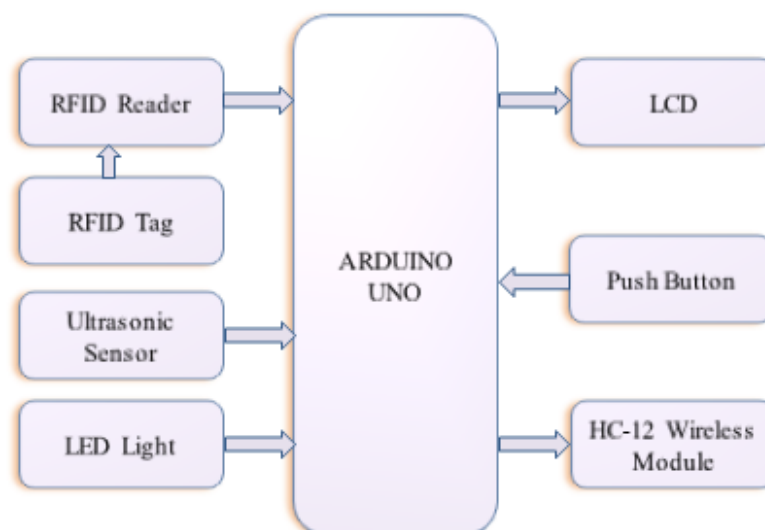 RFID Reader
RFID Tag
Ultrasonic
Sensor
LED Light
ARDUINO
UNO
LCD
Push Button
HC-12 Wireless
Module